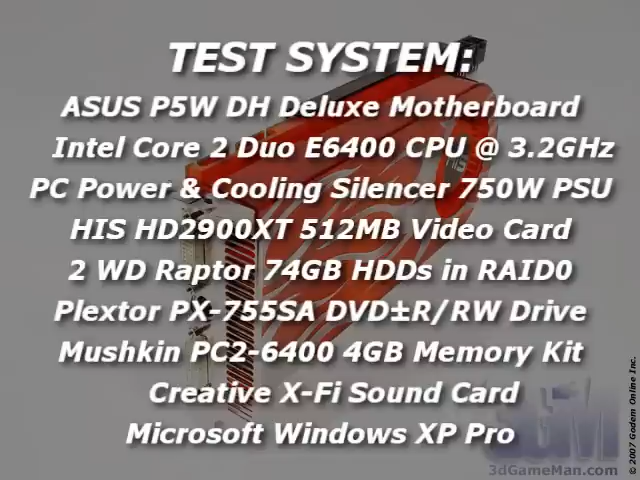 TEST SYSTEM:
ASUS P5W DH Deluxe Motherboard
Intel Core 2 Duo E6400 CPU @ 3.2GHz
PC Power & Cooling Silencer 750W PSU
HIS HD2900XT 512MB Video Card
2 WD Raptor 74GB HDDs in RAID0
Plextor PX-755SA DVD±R/RW Drive
Mushkin PC2-6400 4GB Memory Kit
Creative X-Fi Sound Card
Microsoft Windows XP Pro
3dGameMan.com
© 2007 Godem Online Inc.